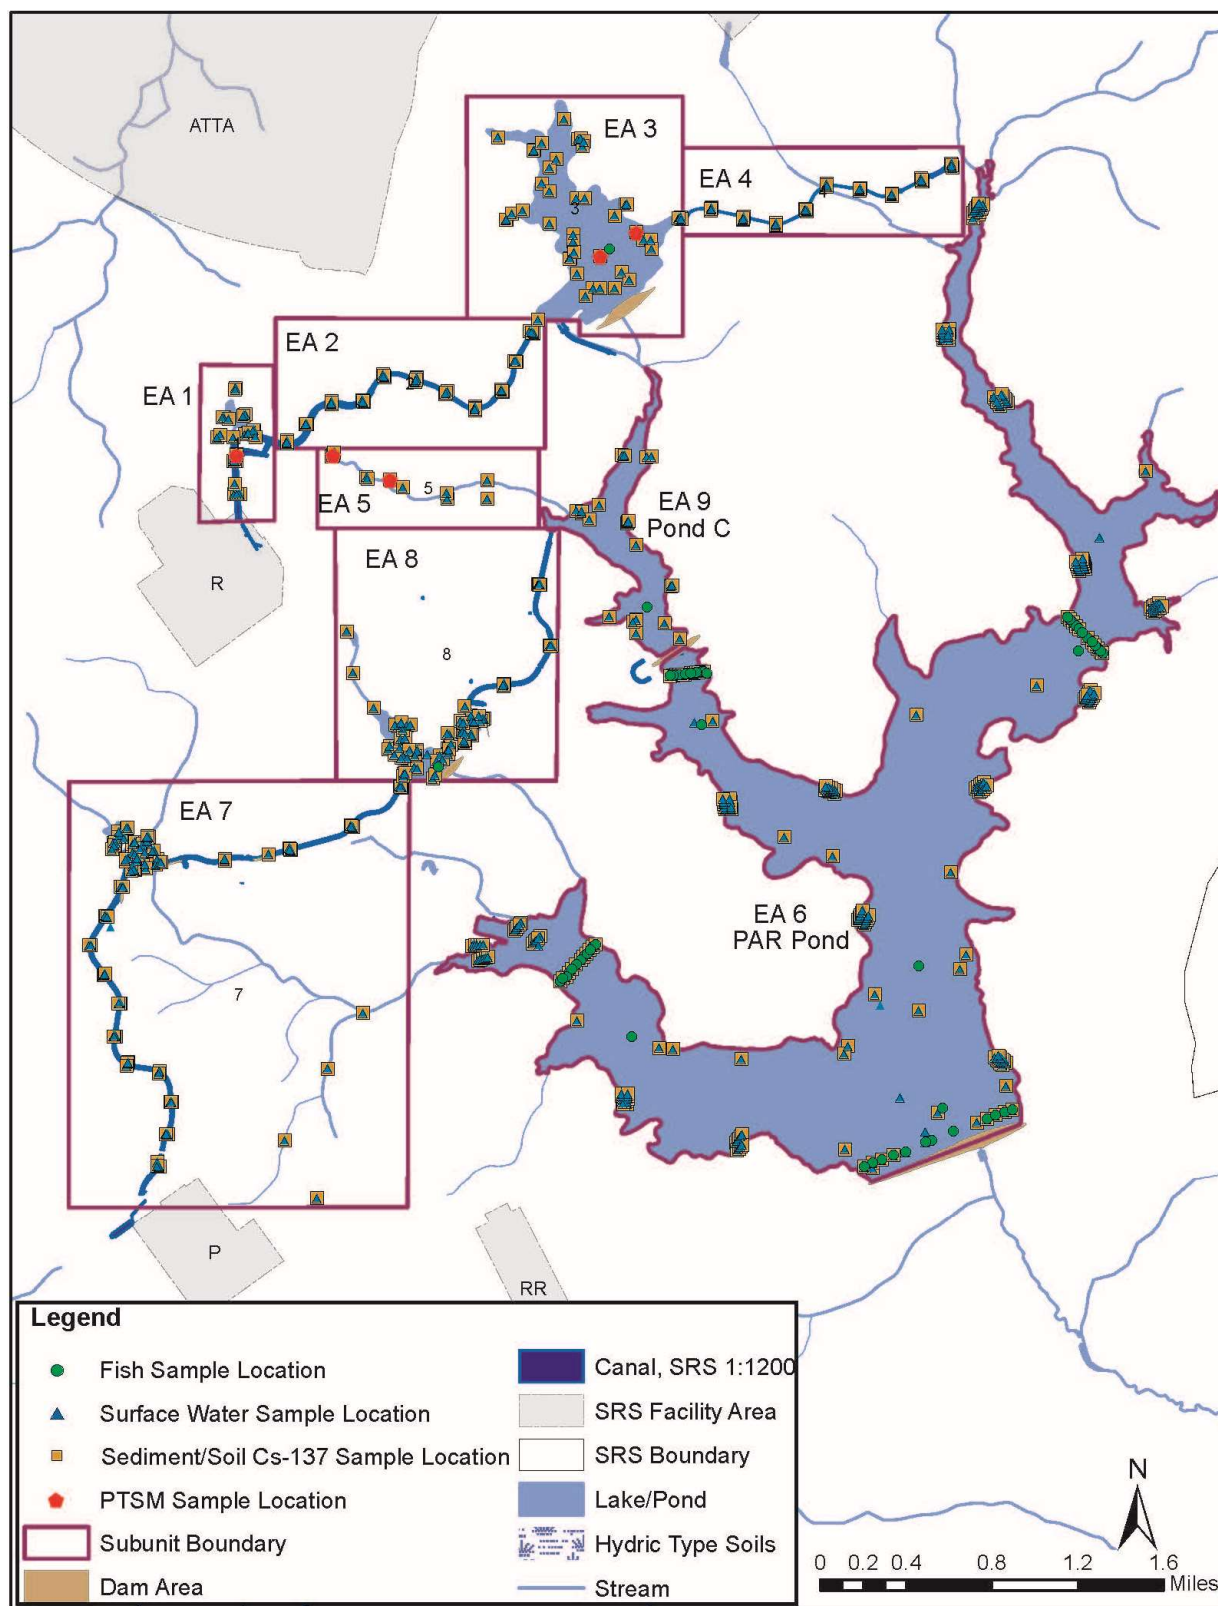 ATTA
EA 3
3
EA 4
4
EA 2
2
EA 1
EA 5
5
EA 9
Pond C
R
EA 8
8
EA 7
7
EA 6
PAR Pond
P
RR
Legend
Fish Sample Location
Surface Water Sample Location
Sediment/Soil Cs-137 Sample Location
PTSM Sample Location
Subunit Boundary
Dam Area
Canal, SRS 1:1200
SRS Facility Area
SRS Boundary
Lake/Pond
Hydric Type Soils
Stream
N
0 0.2 0.4 0.8 1.2 1.6
Miles